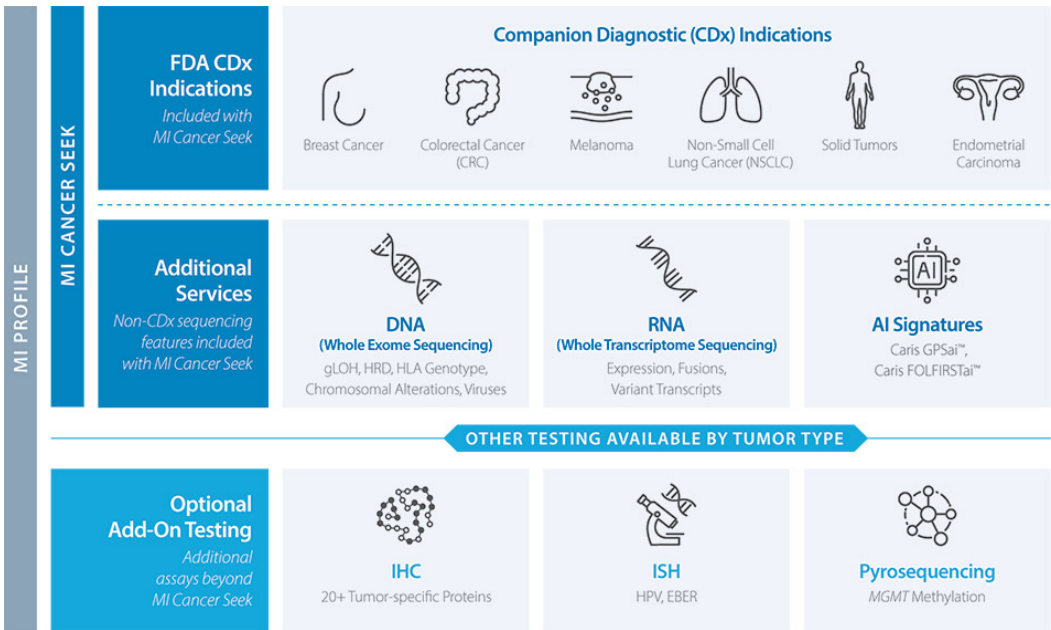 MI PROFILE
MI CANCER SEEK
FDA CDx
Indications
Included with
MI Cancer Seek
Companion Diagnostic (CDx) Indications
Breast Cancer
Colorectal Cancer
(CRC)
Melanoma
Non-Small Cell
Lung Cancer (NSCLC)
Solid Tumors
Endometrial
Carcinoma
Additional
Services
Non-CDx sequencing
features included
with MI Cancer Seek
DNA
(Whole Exome Sequencing)
gLOH, HRD, HLA Genotype,
Chromosomal Alterations, Viruses
RNA
(Whole Transcriptome Sequencing)
Expression, Fusions,
Variant Transcripts
AI
AI Signatures
Caris GPSai™,
Caris FOLFIRSTai™
OTHER TESTING AVAILABLE BY TUMOR TYPE
Optional
Add-On Testing
Additional
assays beyond
MI Cancer Seek
IHC
20+ Tumor-specific Proteins
ISH
HPV, EBER
Pyrosequencing
MGMT Methylation